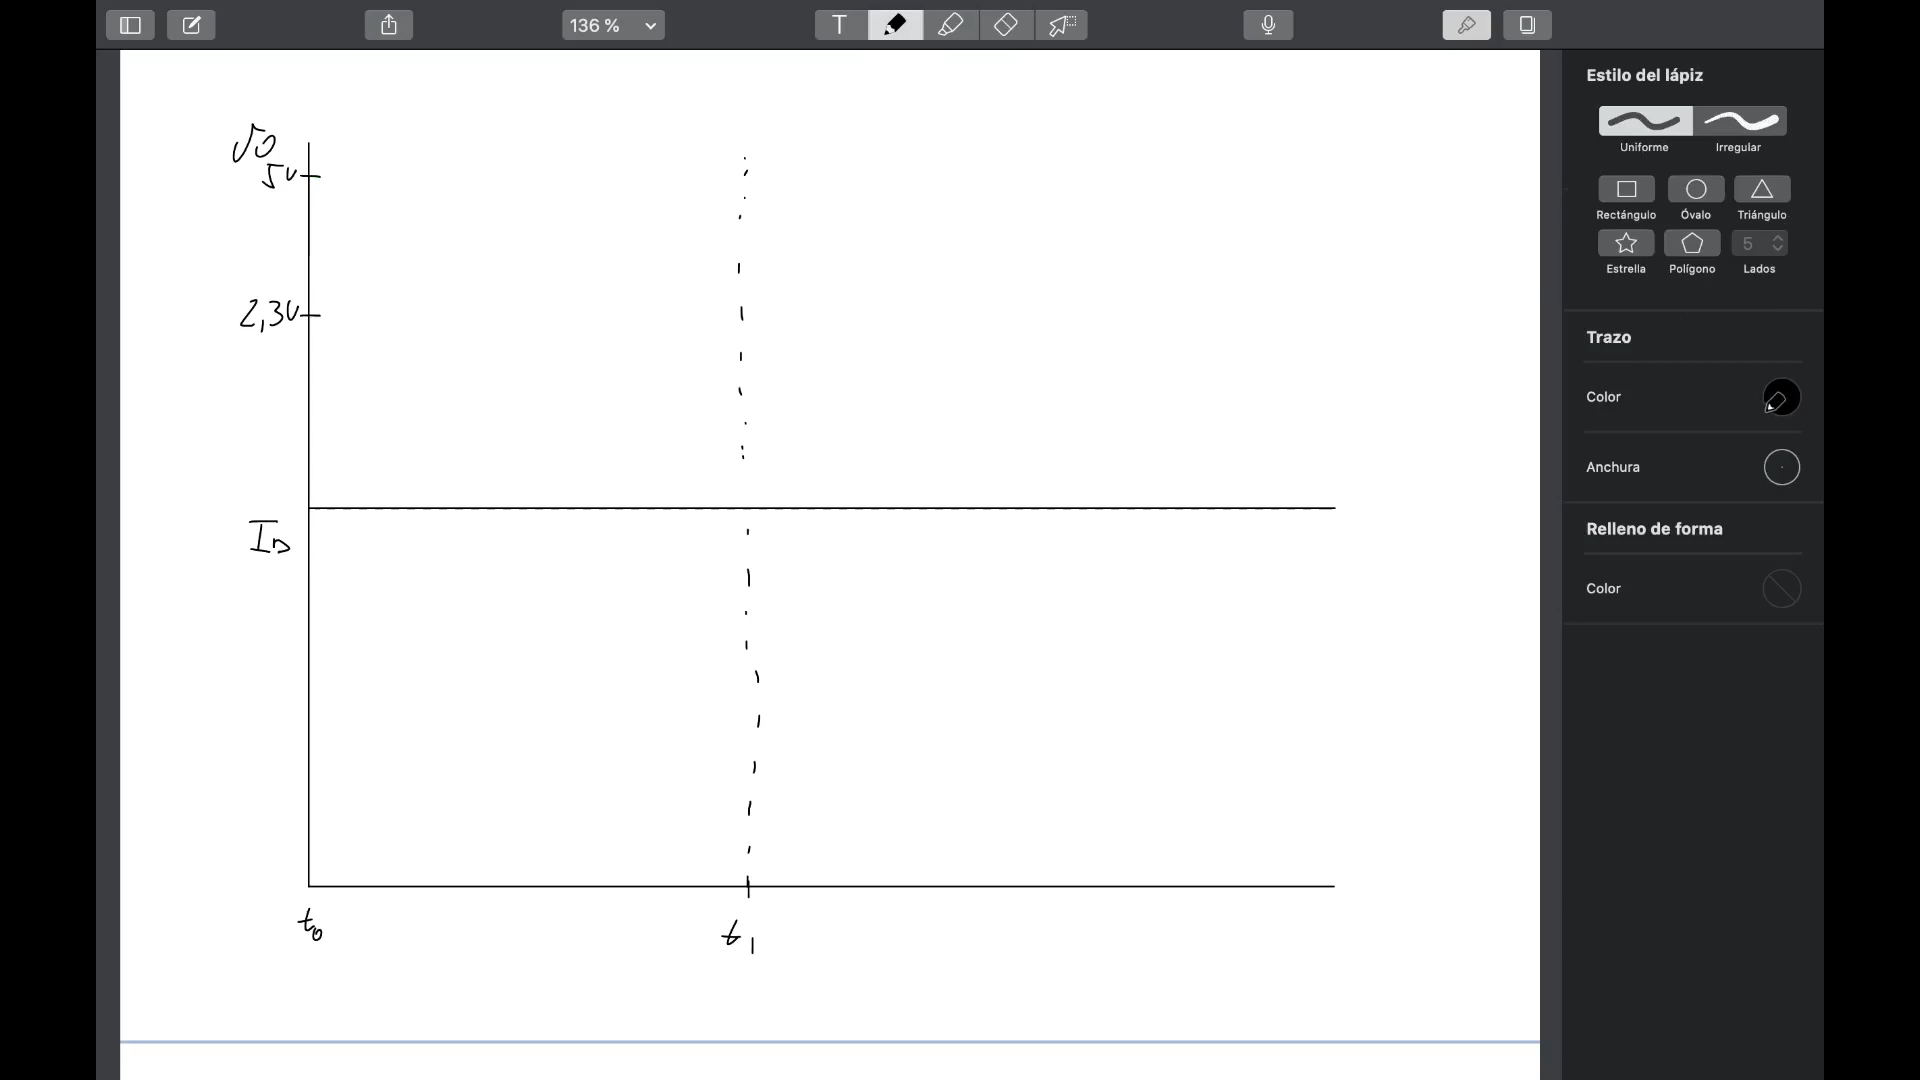 136 %
T
Estilo del lápiz
Uniforme
Irregular
Rectángulo
Óvalo
Triángulo
5
Estrella
Polígono
Lados
Trazo
Color
Anchura
Relleno de forma
Color
v0
5V
2,3V
ID
t0
t1